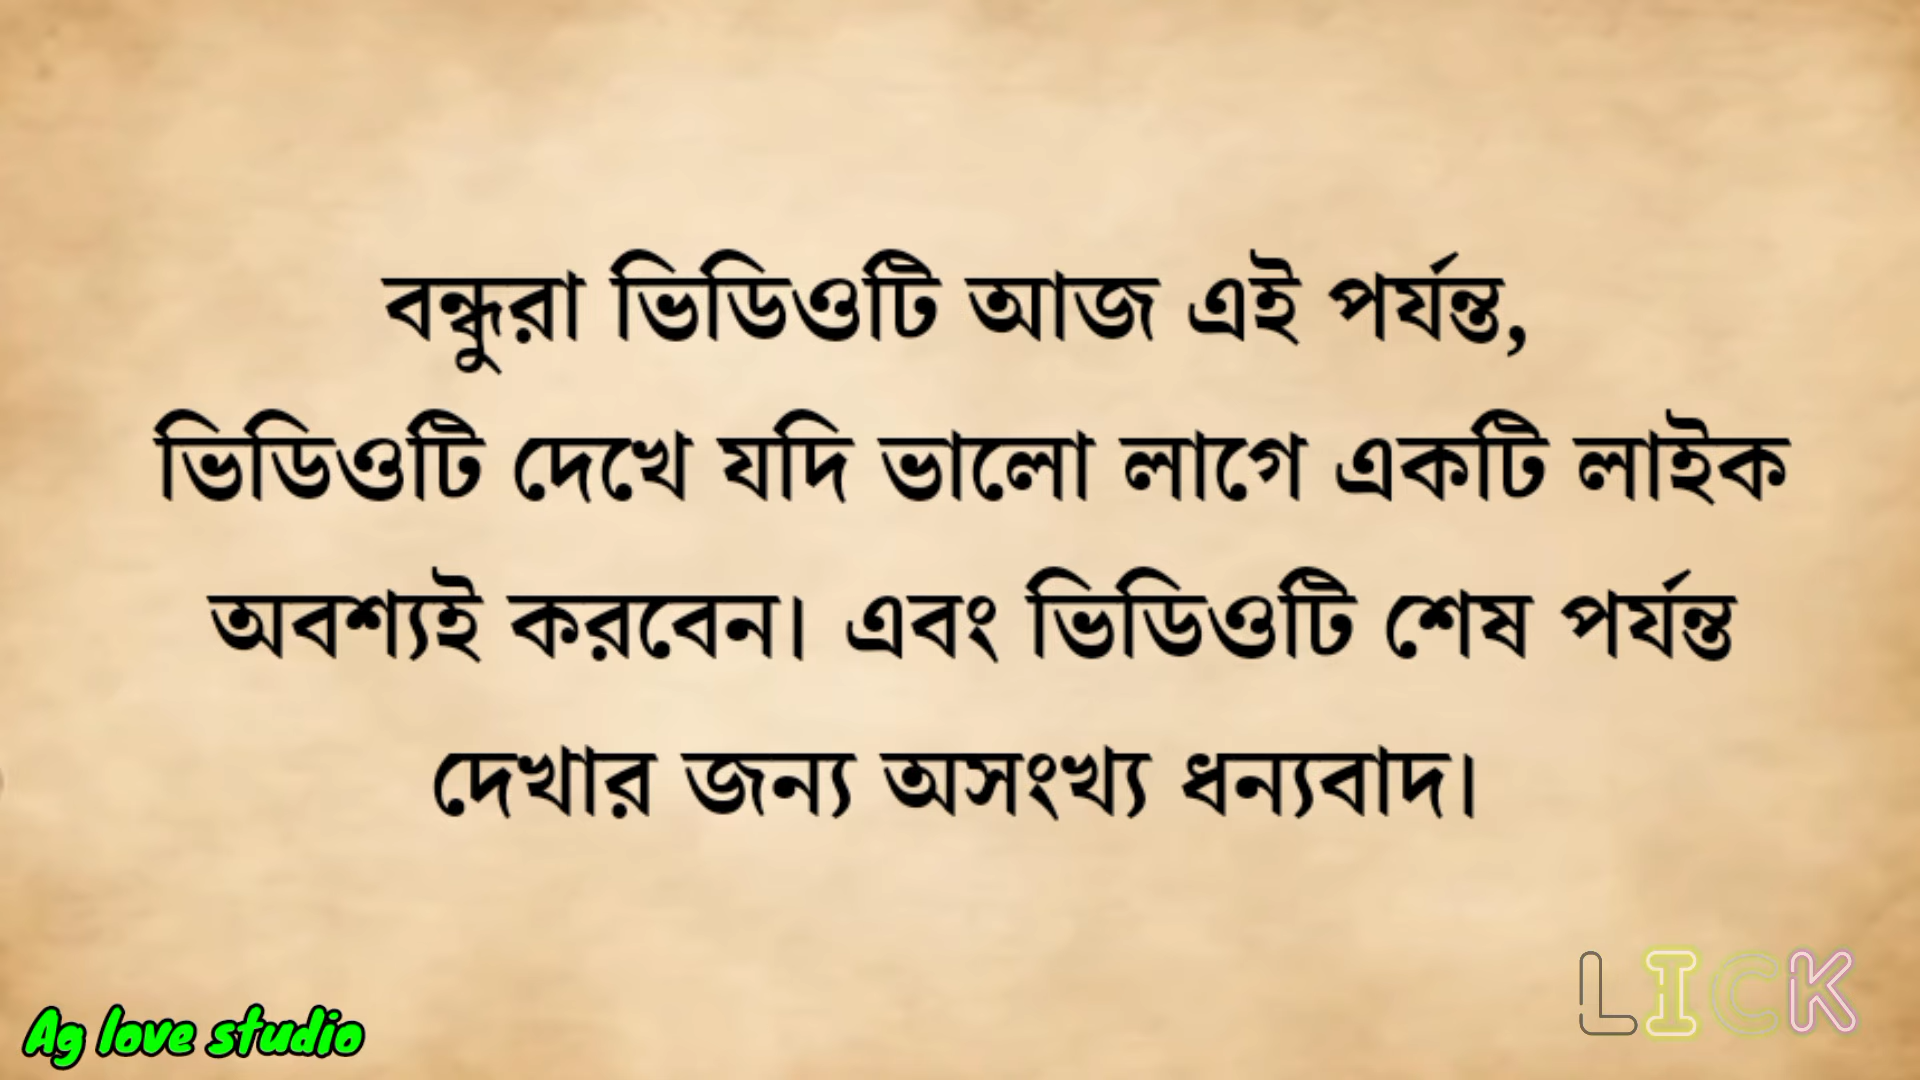 বন্ধুরা ভিডিওটি আজ এই পর্যন্ত,
ভিডিওটি দেখে যদি ভালো লাগে একটি লাইক
অবশ্যই করবেন। এবং ভিডিওটি শেষ পর্যন্ত
দেখার জন্য অসংখ্য ধন্যবাদ।
Ag love studio
LICK